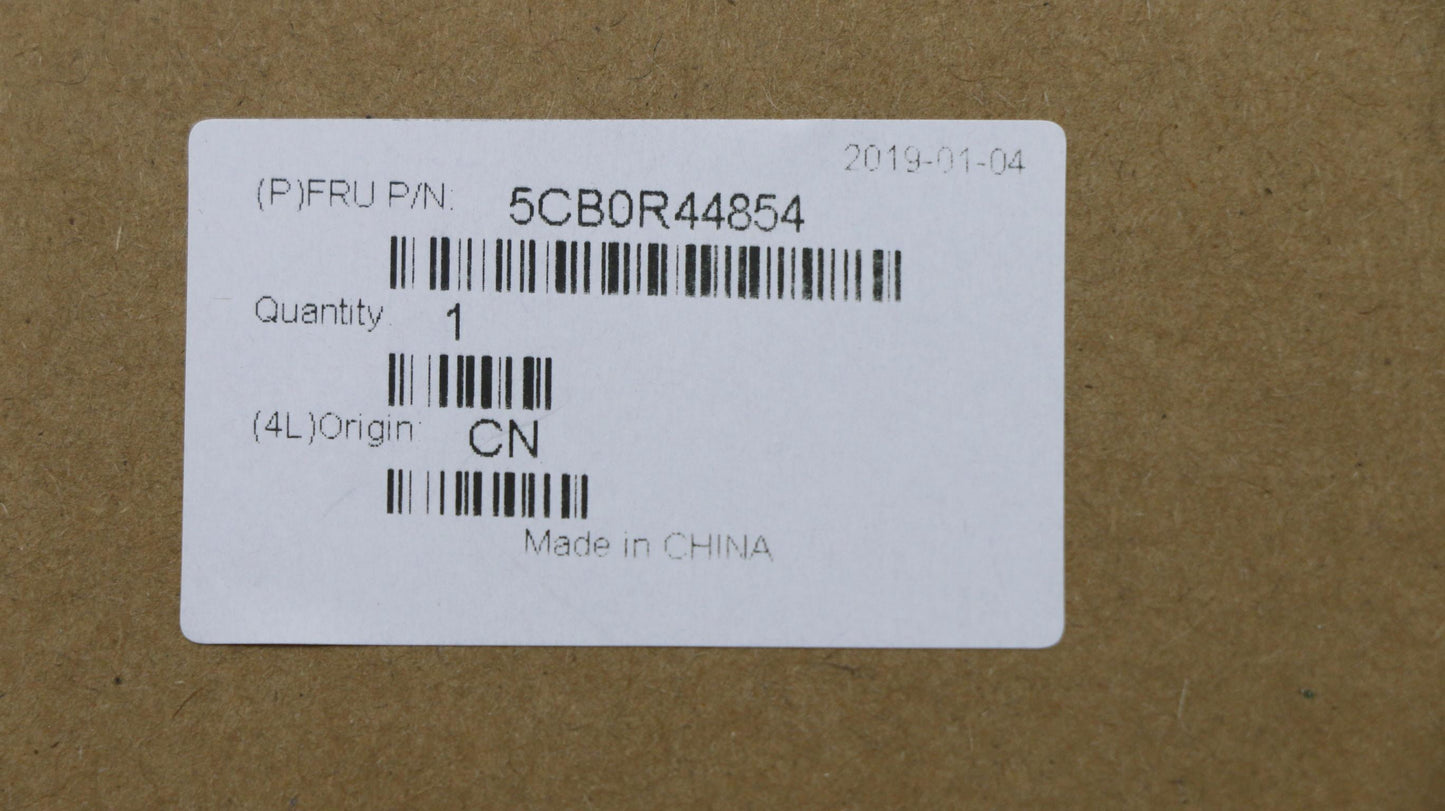 2019-01-04
(P)FRU P/N: 5CB0R44854
Quantity: 1
(4L)Origin: CN
Made in CHINA